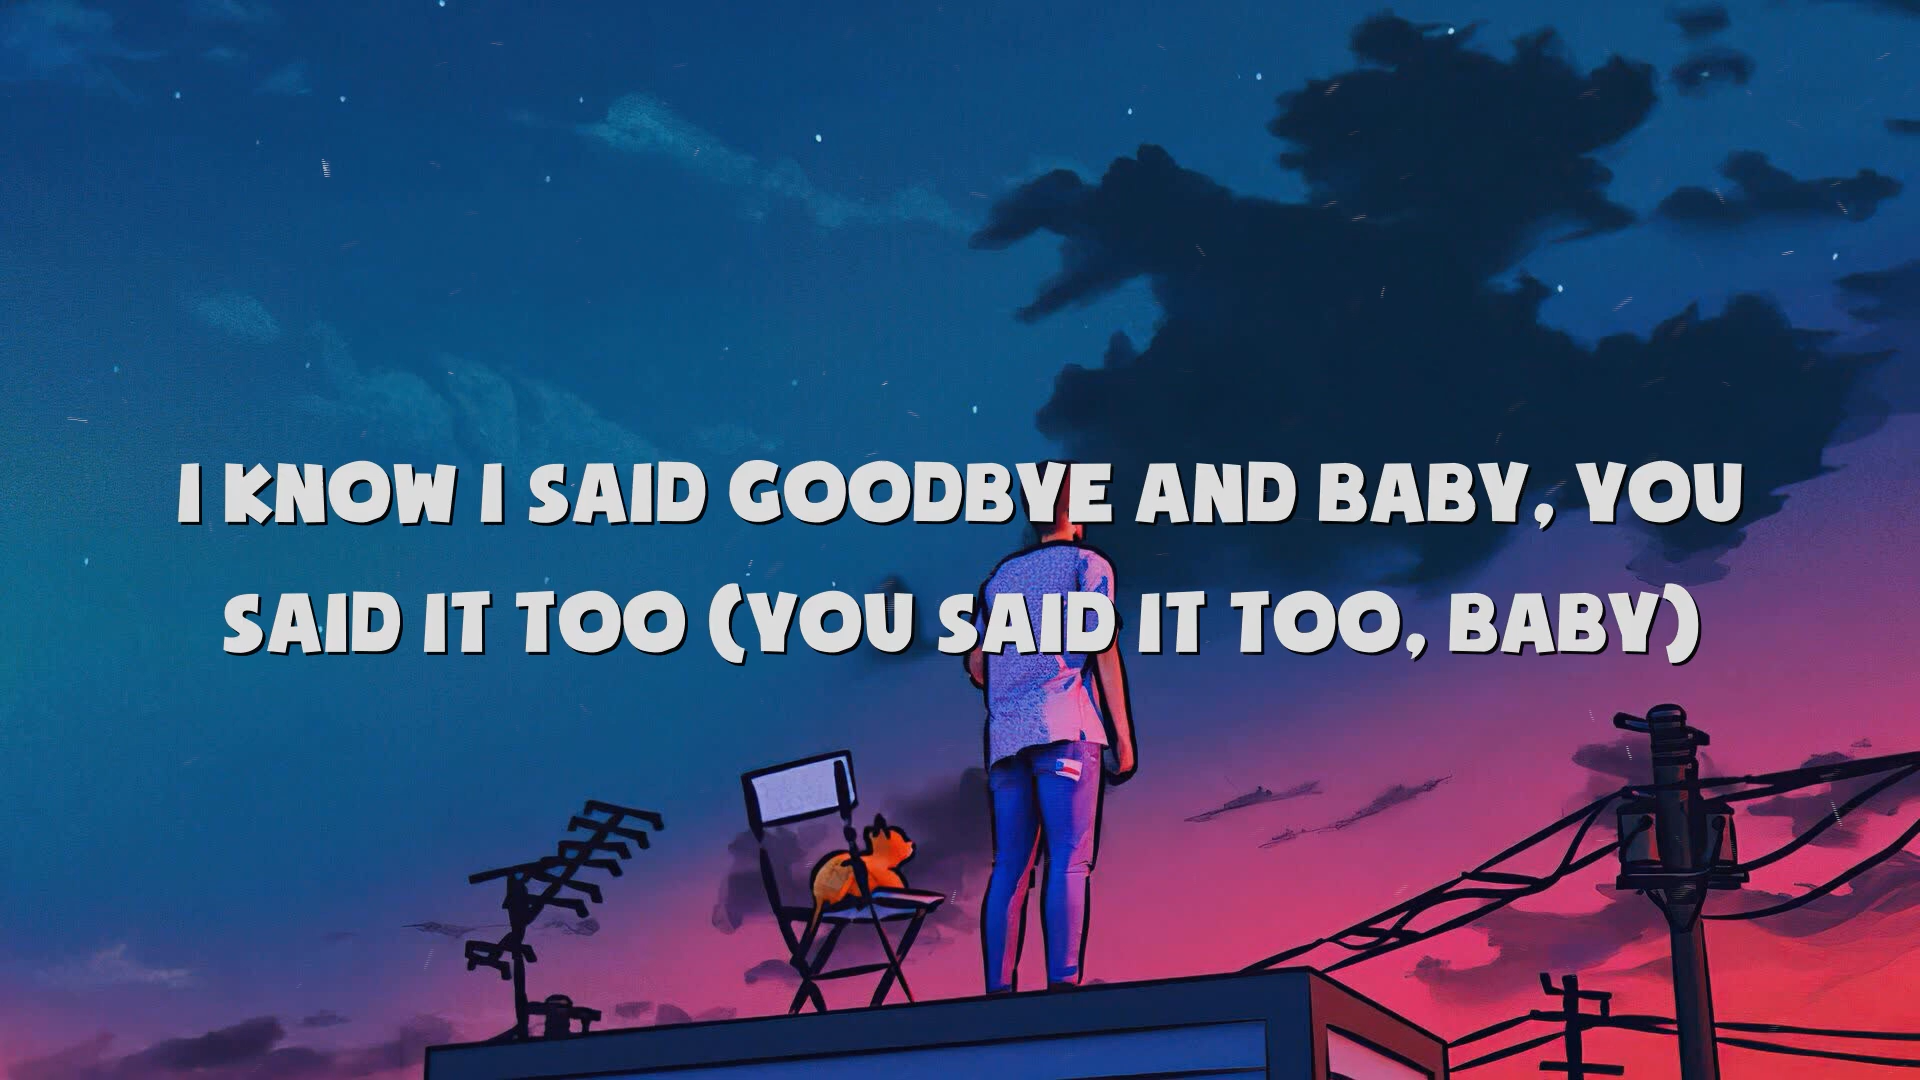 I KNOW I SAID GOODBYE AND BABY, YOU
SAID IT TOO (YOU SAID IT TOO, BABY)